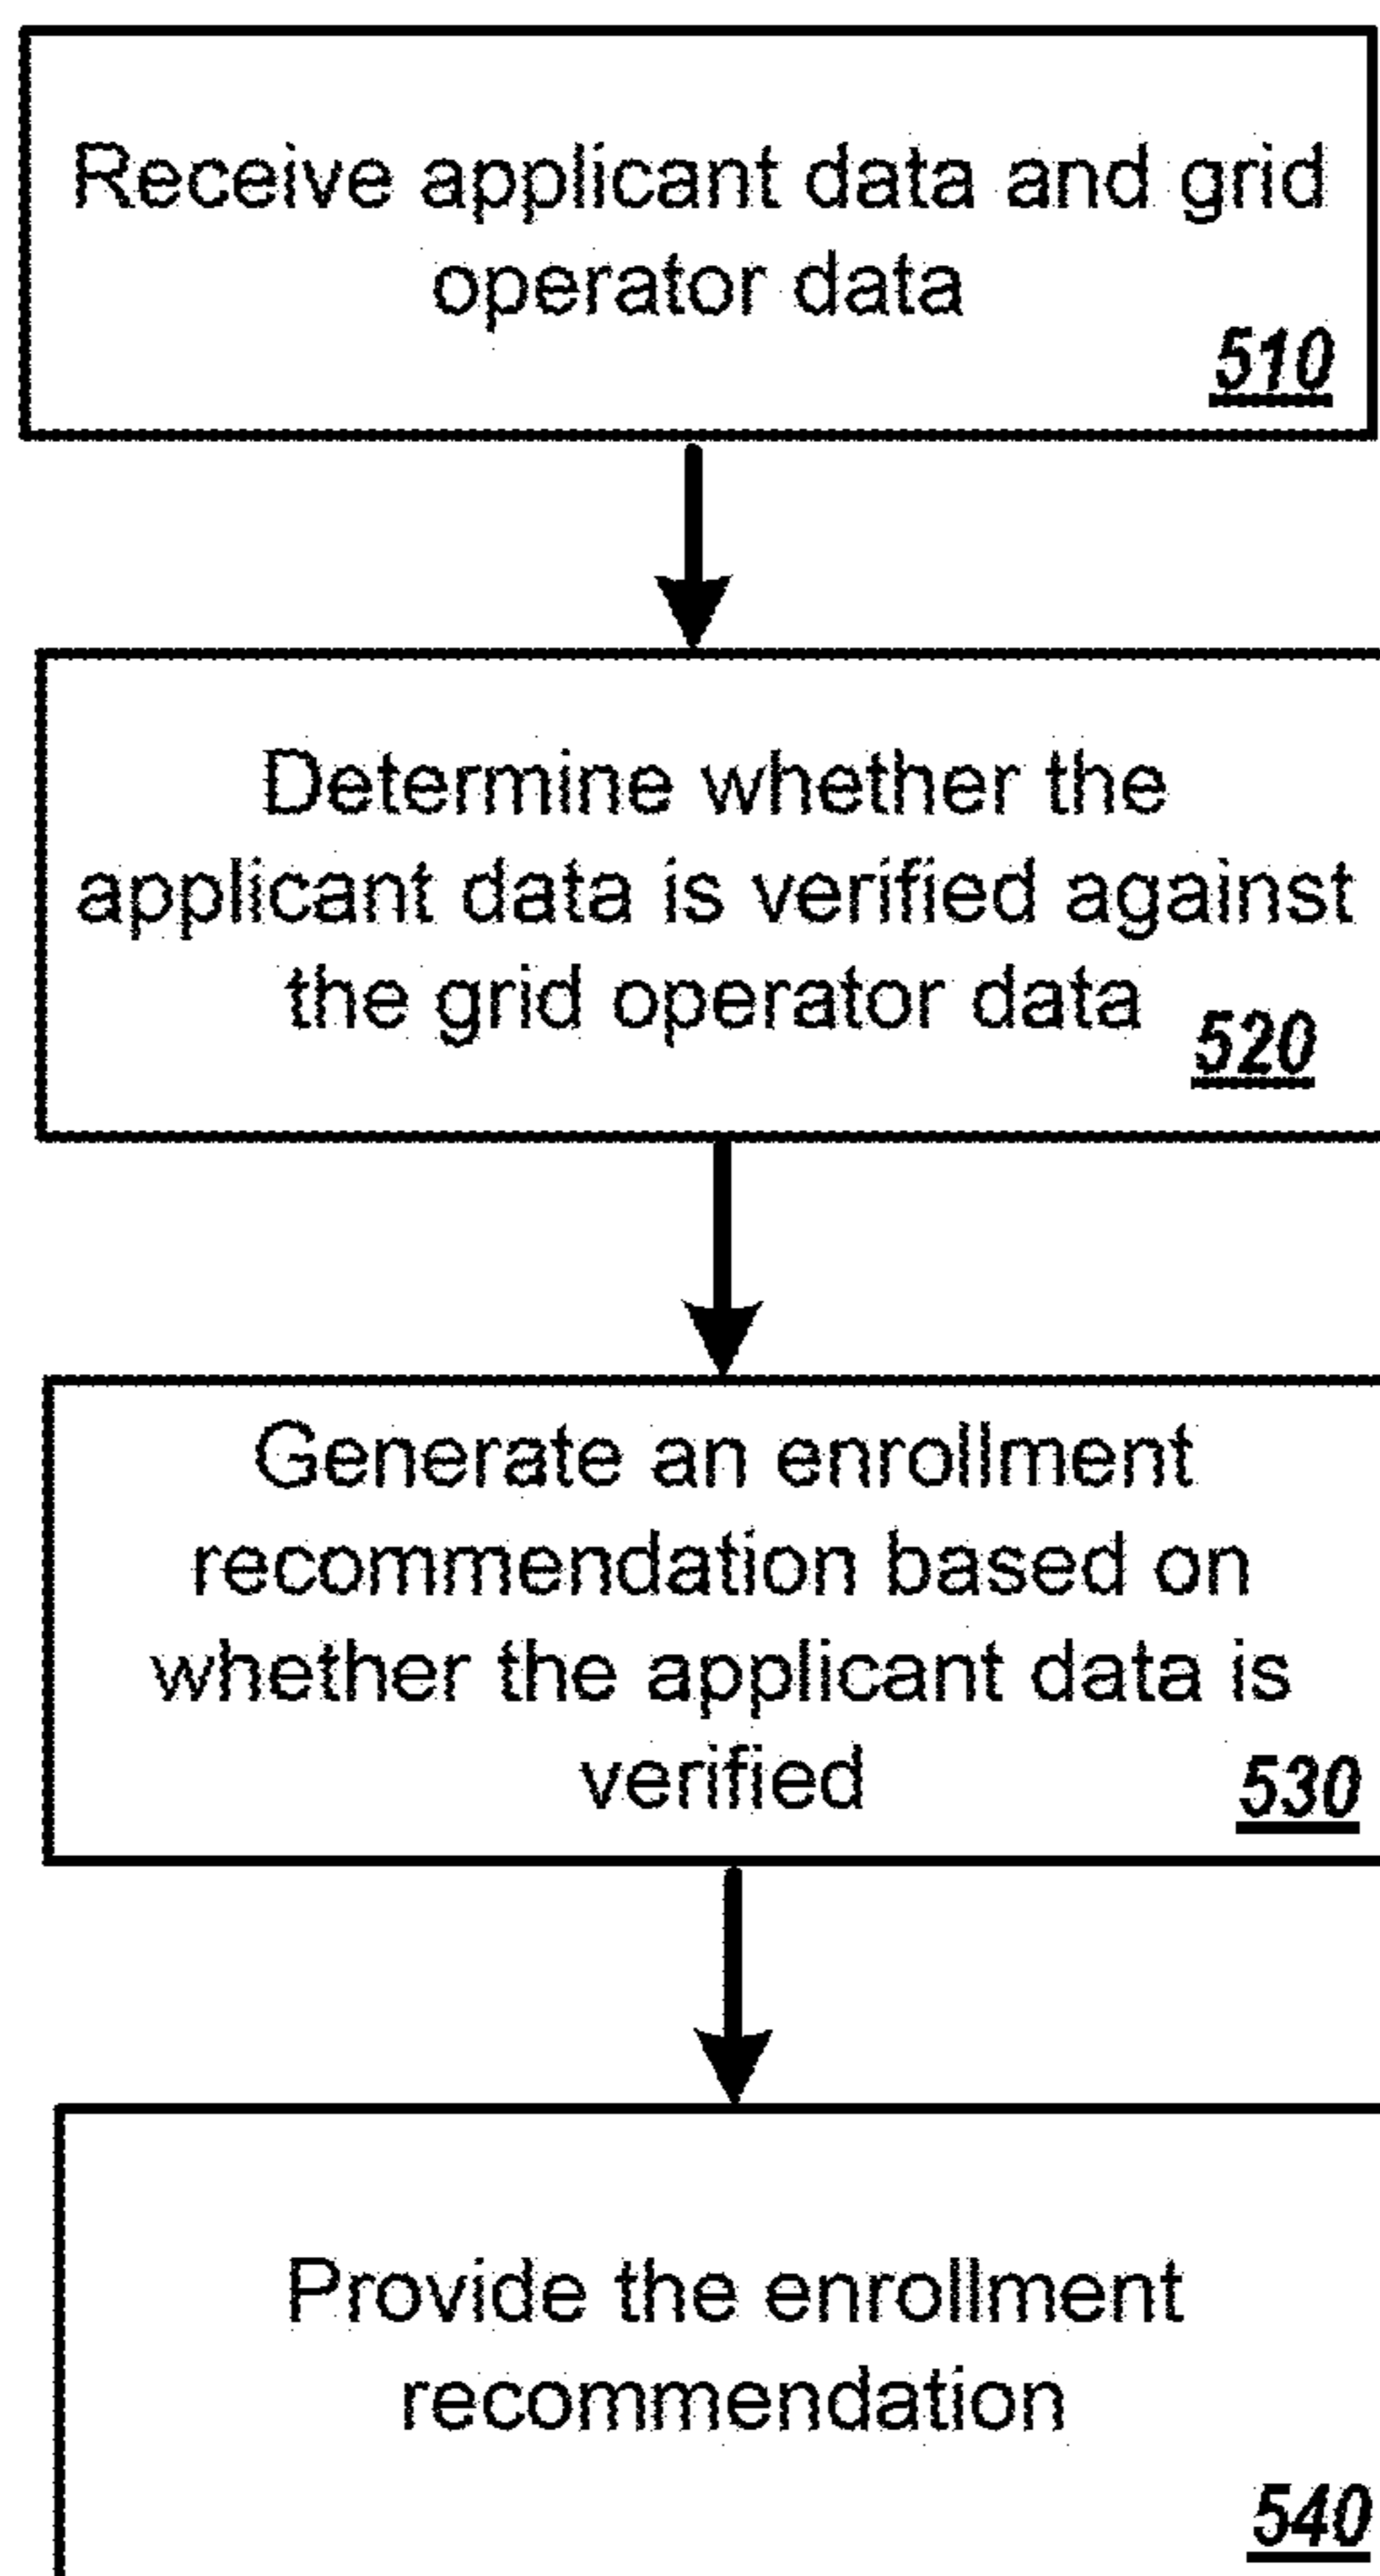 Receive applicant data and grid
operator data
510
Determine whether the
applicant data is verified against
the grid operator data
520
Generate an enrollment
recommendation based on
whether the applicant data is
verified
530
Provide the enrollment
recommendation
540